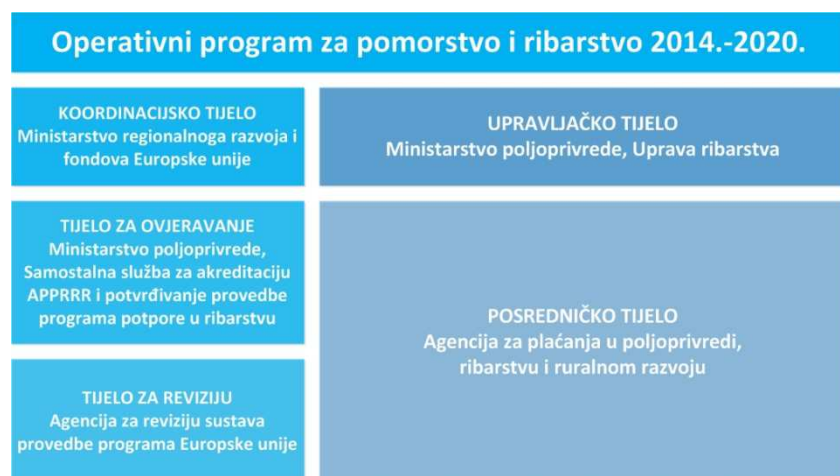 Operativni program za pomorstvo i ribarstvo 2014.-2020.
KOORDINACIJSKO TIJELO
Ministarstvo regionalnoga razvoja i
fondova Europske unije
UPRAVLJAČKO TIJELO
Ministarstvo poljoprivrede, Uprava ribarstva
TIJELO ZA OVJERAVANJE
Ministarstvo poljoprivrede,
Samostalna služba za akreditaciju
APPRRR i potvrđivanje provedbe
programa potpore u ribarstvu
POSREDNIČKO TIJELO
Agencija za plaćanja u poljoprivredi,
ribarstvu i ruralnom razvoju
TIJELO ZA REVIZIJU
Agencija za reviziju sustava
provedbe programa Europske unije